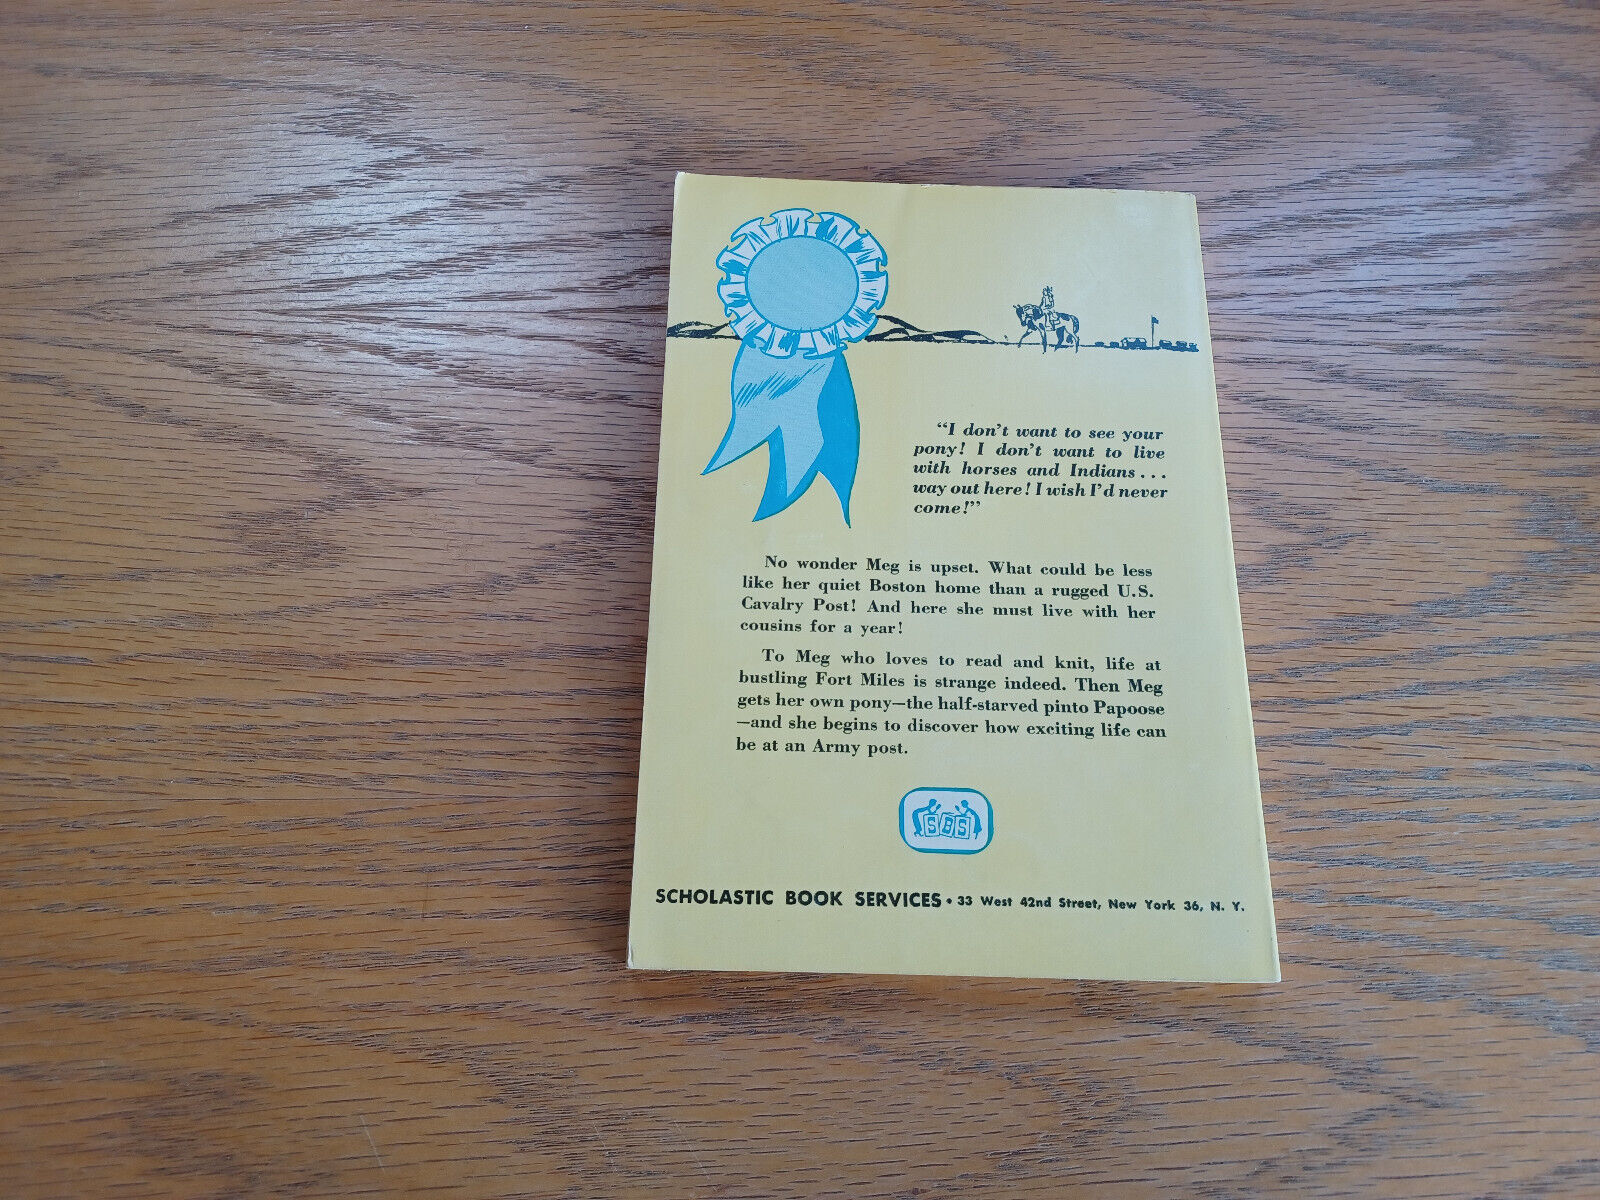 "I don't want to see your
pony! I don't want to live
with horses and Indians...
way out here! I wish I'd never
come!"
No wonder Meg is upset. What could be less
like her quiet Boston home than a rugged U.S.
Cavalry Post! And here she must live with her
cousins for a year!
To Meg who loves to read and knit, life at
bustling Fort Miles is strange indeed. Then Meg
gets her own pony—the half-starved pinto Papoose
—and she begins to discover how exciting life can
be at an Army post.
SBS
SCHOLASTIC BOOK SERVICES • 33 West 42nd Street, New York 36, N. Y.